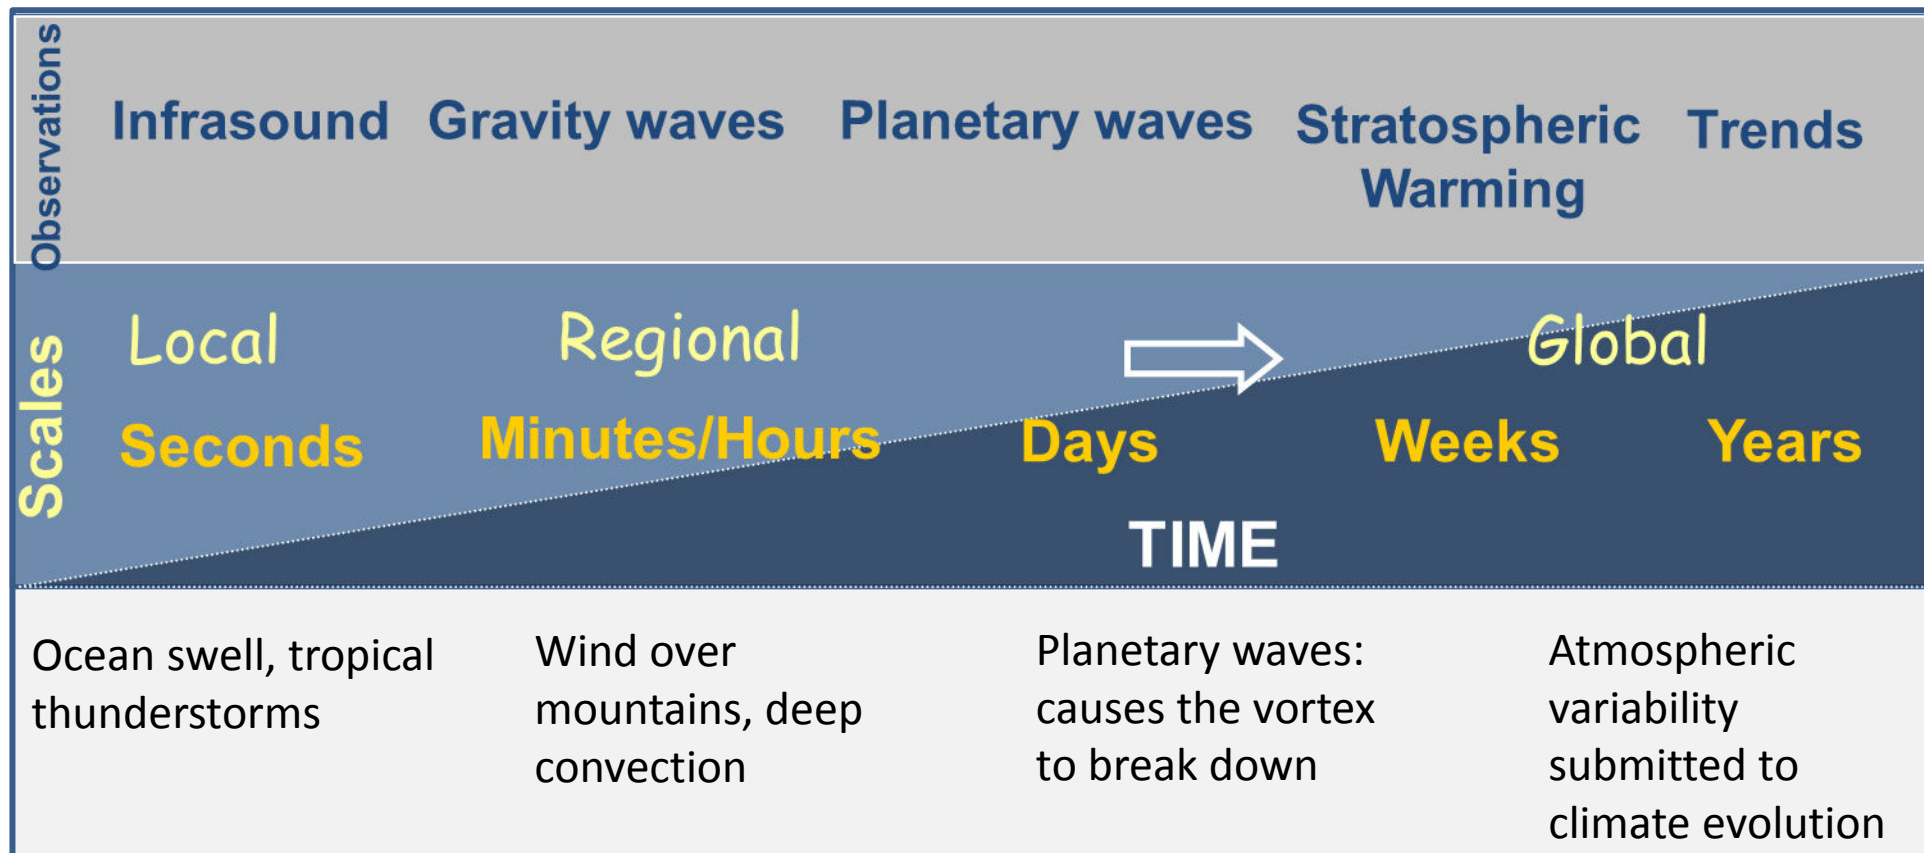 Observations
Infrasound Gravity waves Planetary waves Stratospheric Warming Trends
Scales
Local Regional Global
Seconds Minutes/Hours Days Weeks Years
TIME
Ocean swell, tropical
thunderstorms
Wind over
mountains, deep
convection
Planetary waves:
causes the vortex
to break down
Atmospheric
variability
submitted to
climate evolution